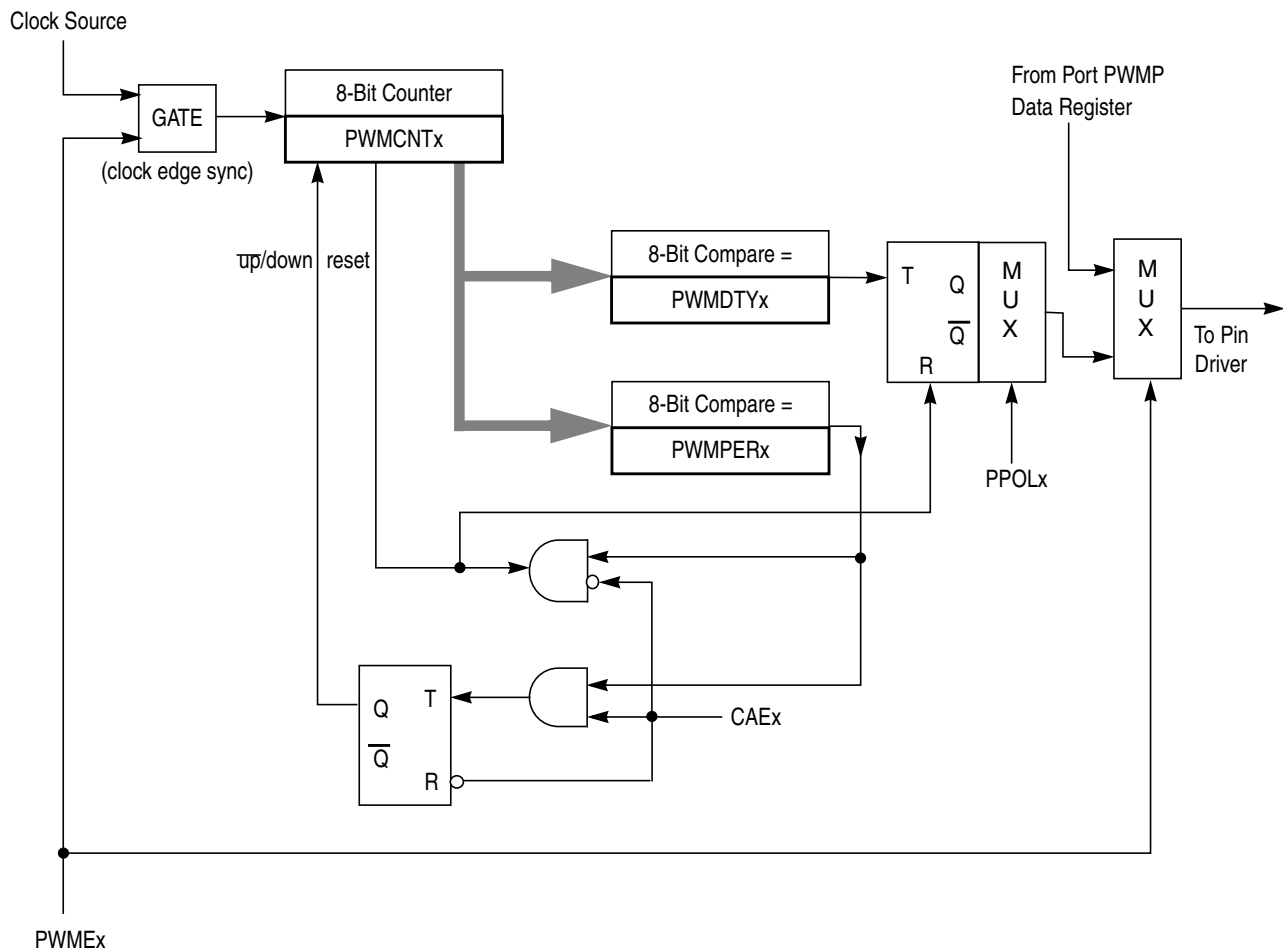 Clock Source
GATE
(clock edge sync)
8-Bit Counter
PWMCNTx
From Port PWMP
Data Register
u̅p̅/down
reset
8-Bit Compare =
PWMDTYx
T
Q
Q̅
R
M
U
X
M
U
X
To Pin
Driver
8-Bit Compare =
PWMPERx
PPOLx
Q
T
Q̅
R
CAEx
PWMEx